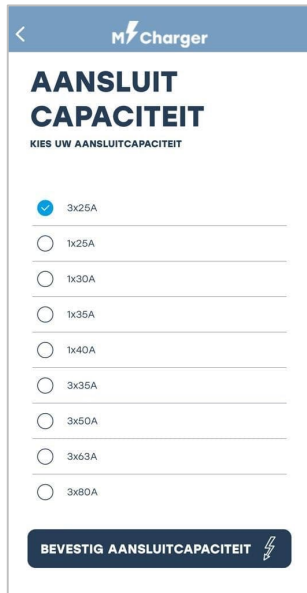 M Charger
AANSLUIT
CAPACITEIT
KIES UW AANSLUITCAPACITEIT
3x25A
1x25A
1x30A
1x35A
1x40A
3x35A
3x50A
3x63A
3x80A
BEVESTIG AANSLUITCAPACITEIT